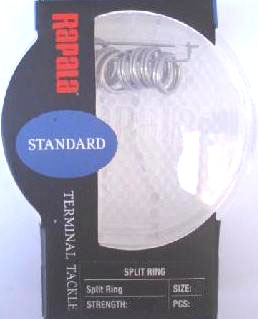 Rapala
STANDARD
TERMINAL TACKLE
SPLIT RING
Split Ring SIZE:
STRENGTH: PCS: